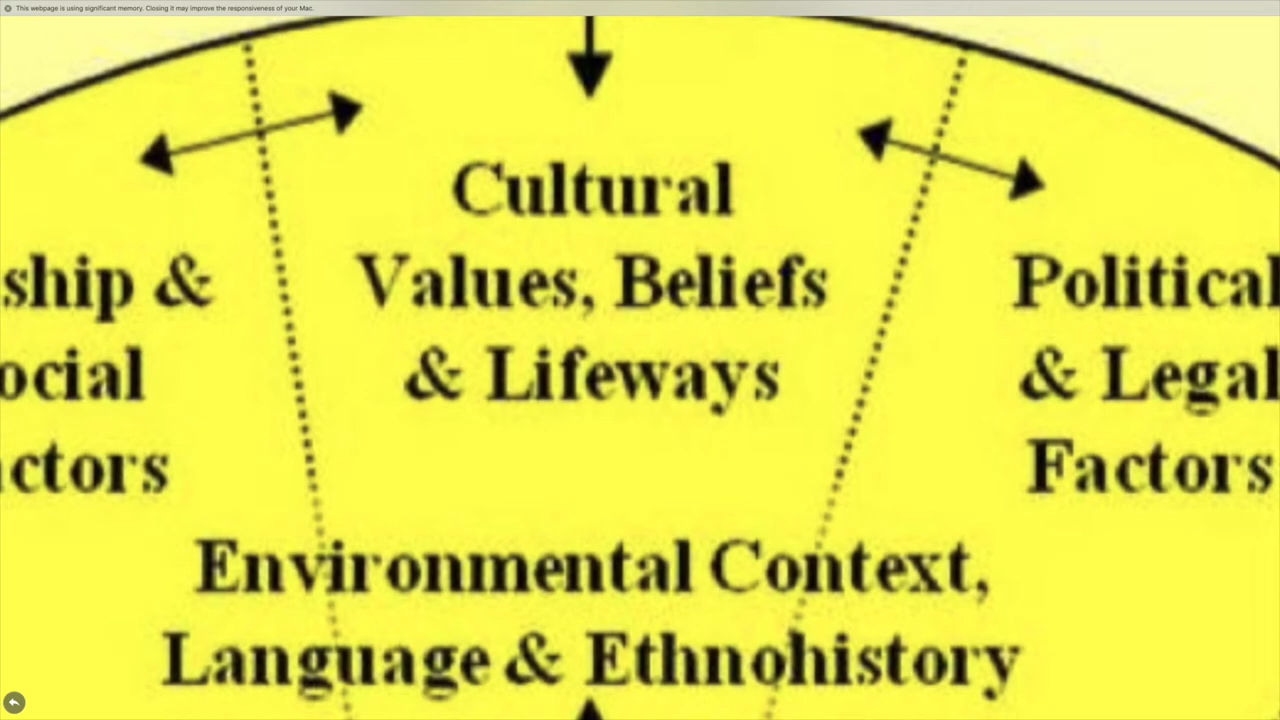 This webpage is using significant memory. Closing it may improve the responsiveness of your Mac.
Cultural
Values, Beliefs
& Lifeways
ship &
ocial
ctors
Political
& Legal
Factors
Environmental Context,
Language & Ethnohistory